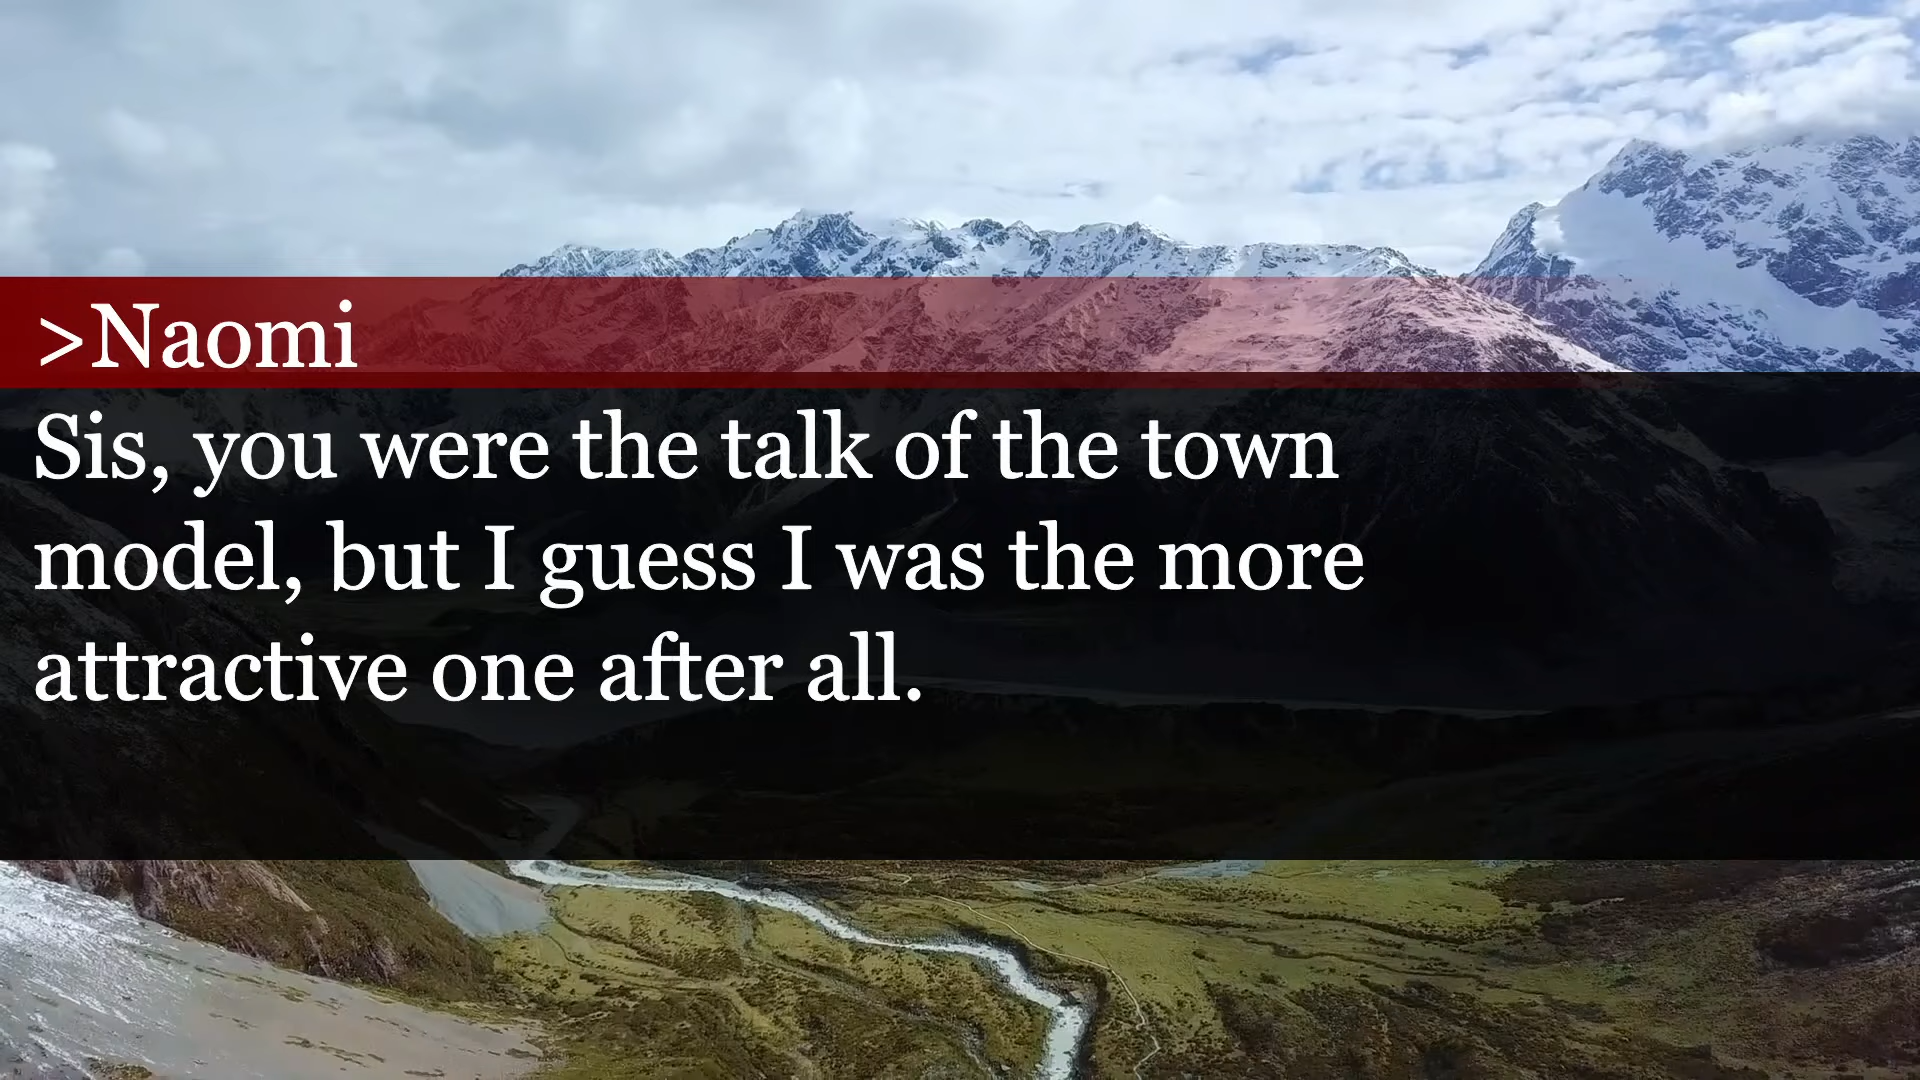 >Naomi
Sis, you were the talk of the town
model, but I guess I was the more
attractive one after all.